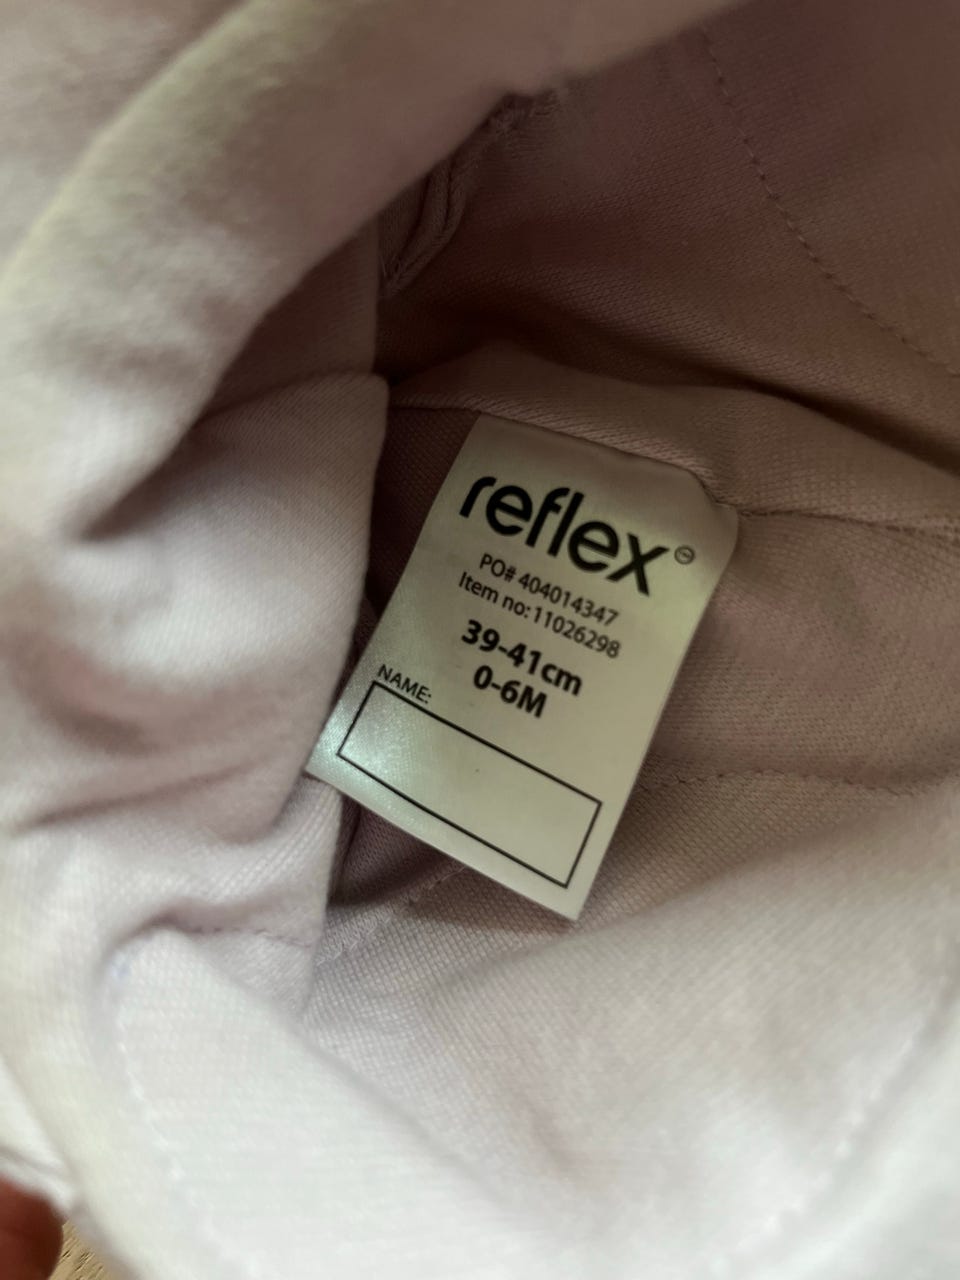 reflex
PO# 404014347
Item no: 11026298
39-41cm
0-6M
NAME: